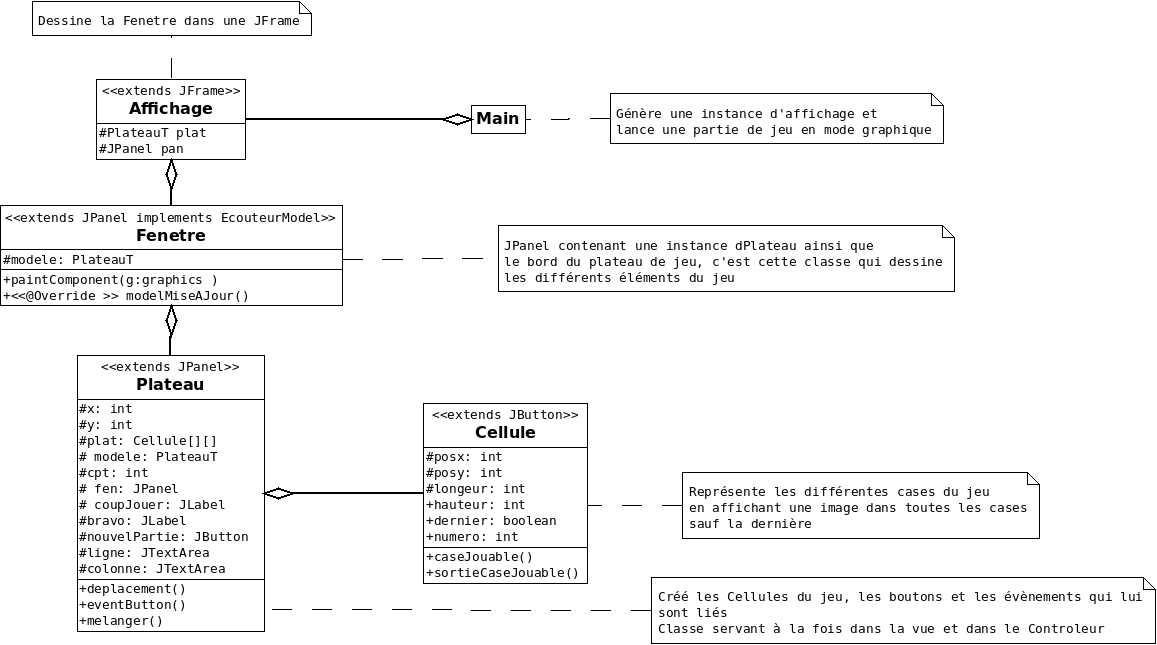 Dessine la Fenetre dans une JFrame
<<extends JFrame>>
Affichage
#PlateauT plat
#JPanel pan
Main
Génère une instance d'affichage et
lance une partie de jeu en mode graphique
<<extends JPanel implements EcouteurModel>>
Fenetre
#modele: PlateauT
+paintComponent(g:graphics )
+<<@Override >> modelMiseAJour()
JPanel contenant une instance dPlateau ainsi que
le bord du plateau de jeu, c'est cette classe qui dessine
les différents éléments du jeu
<<extends JPanel>>
Plateau
#x: int
#y: int
#plat: Cellule[][]
# modele: PlateauT
#cpt: int
# fen: JPanel
# coupJouer: JLabel
#bravo: JLabel
#nouvelPartie: JButton
#ligne: JTextArea
#colonne: JTextArea
+deplacement()
+eventButton()
+melanger()
<<extends JButton>>
Cellule
#posx: int
#posy: int
#longeur: int
+hauteur: int
+dernier: boolean
+numero: int
+caseJouable()
+sortieCaseJouable()
Représente les différentes cases du jeu
en affichant une image dans toutes les cases
sauf la dernière
Créé les Cellules du jeu, les boutons et les évènements qui lui
sont liés
Classe servant à la fois dans la vue et dans le Controleur